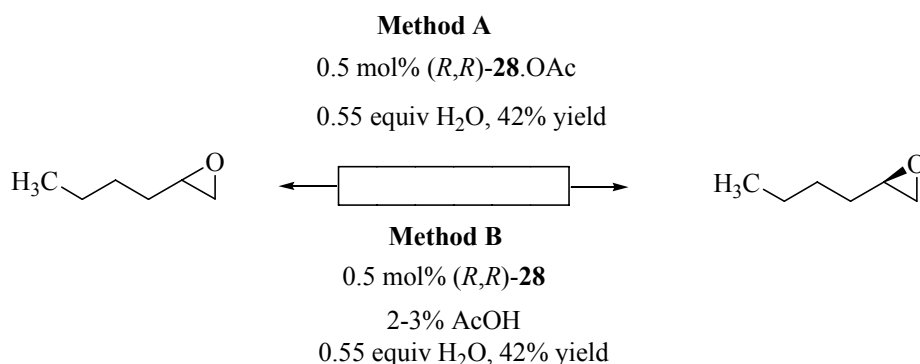 Method A
0.5 mol% (R,R)-28.OAc
0.55 equiv H₂O, 42% yield
H₃C
O
H₃C
O
Method B
0.5 mol% (R,R)-28
2-3% AcOH
0.55 equiv H₂O, 42% yield